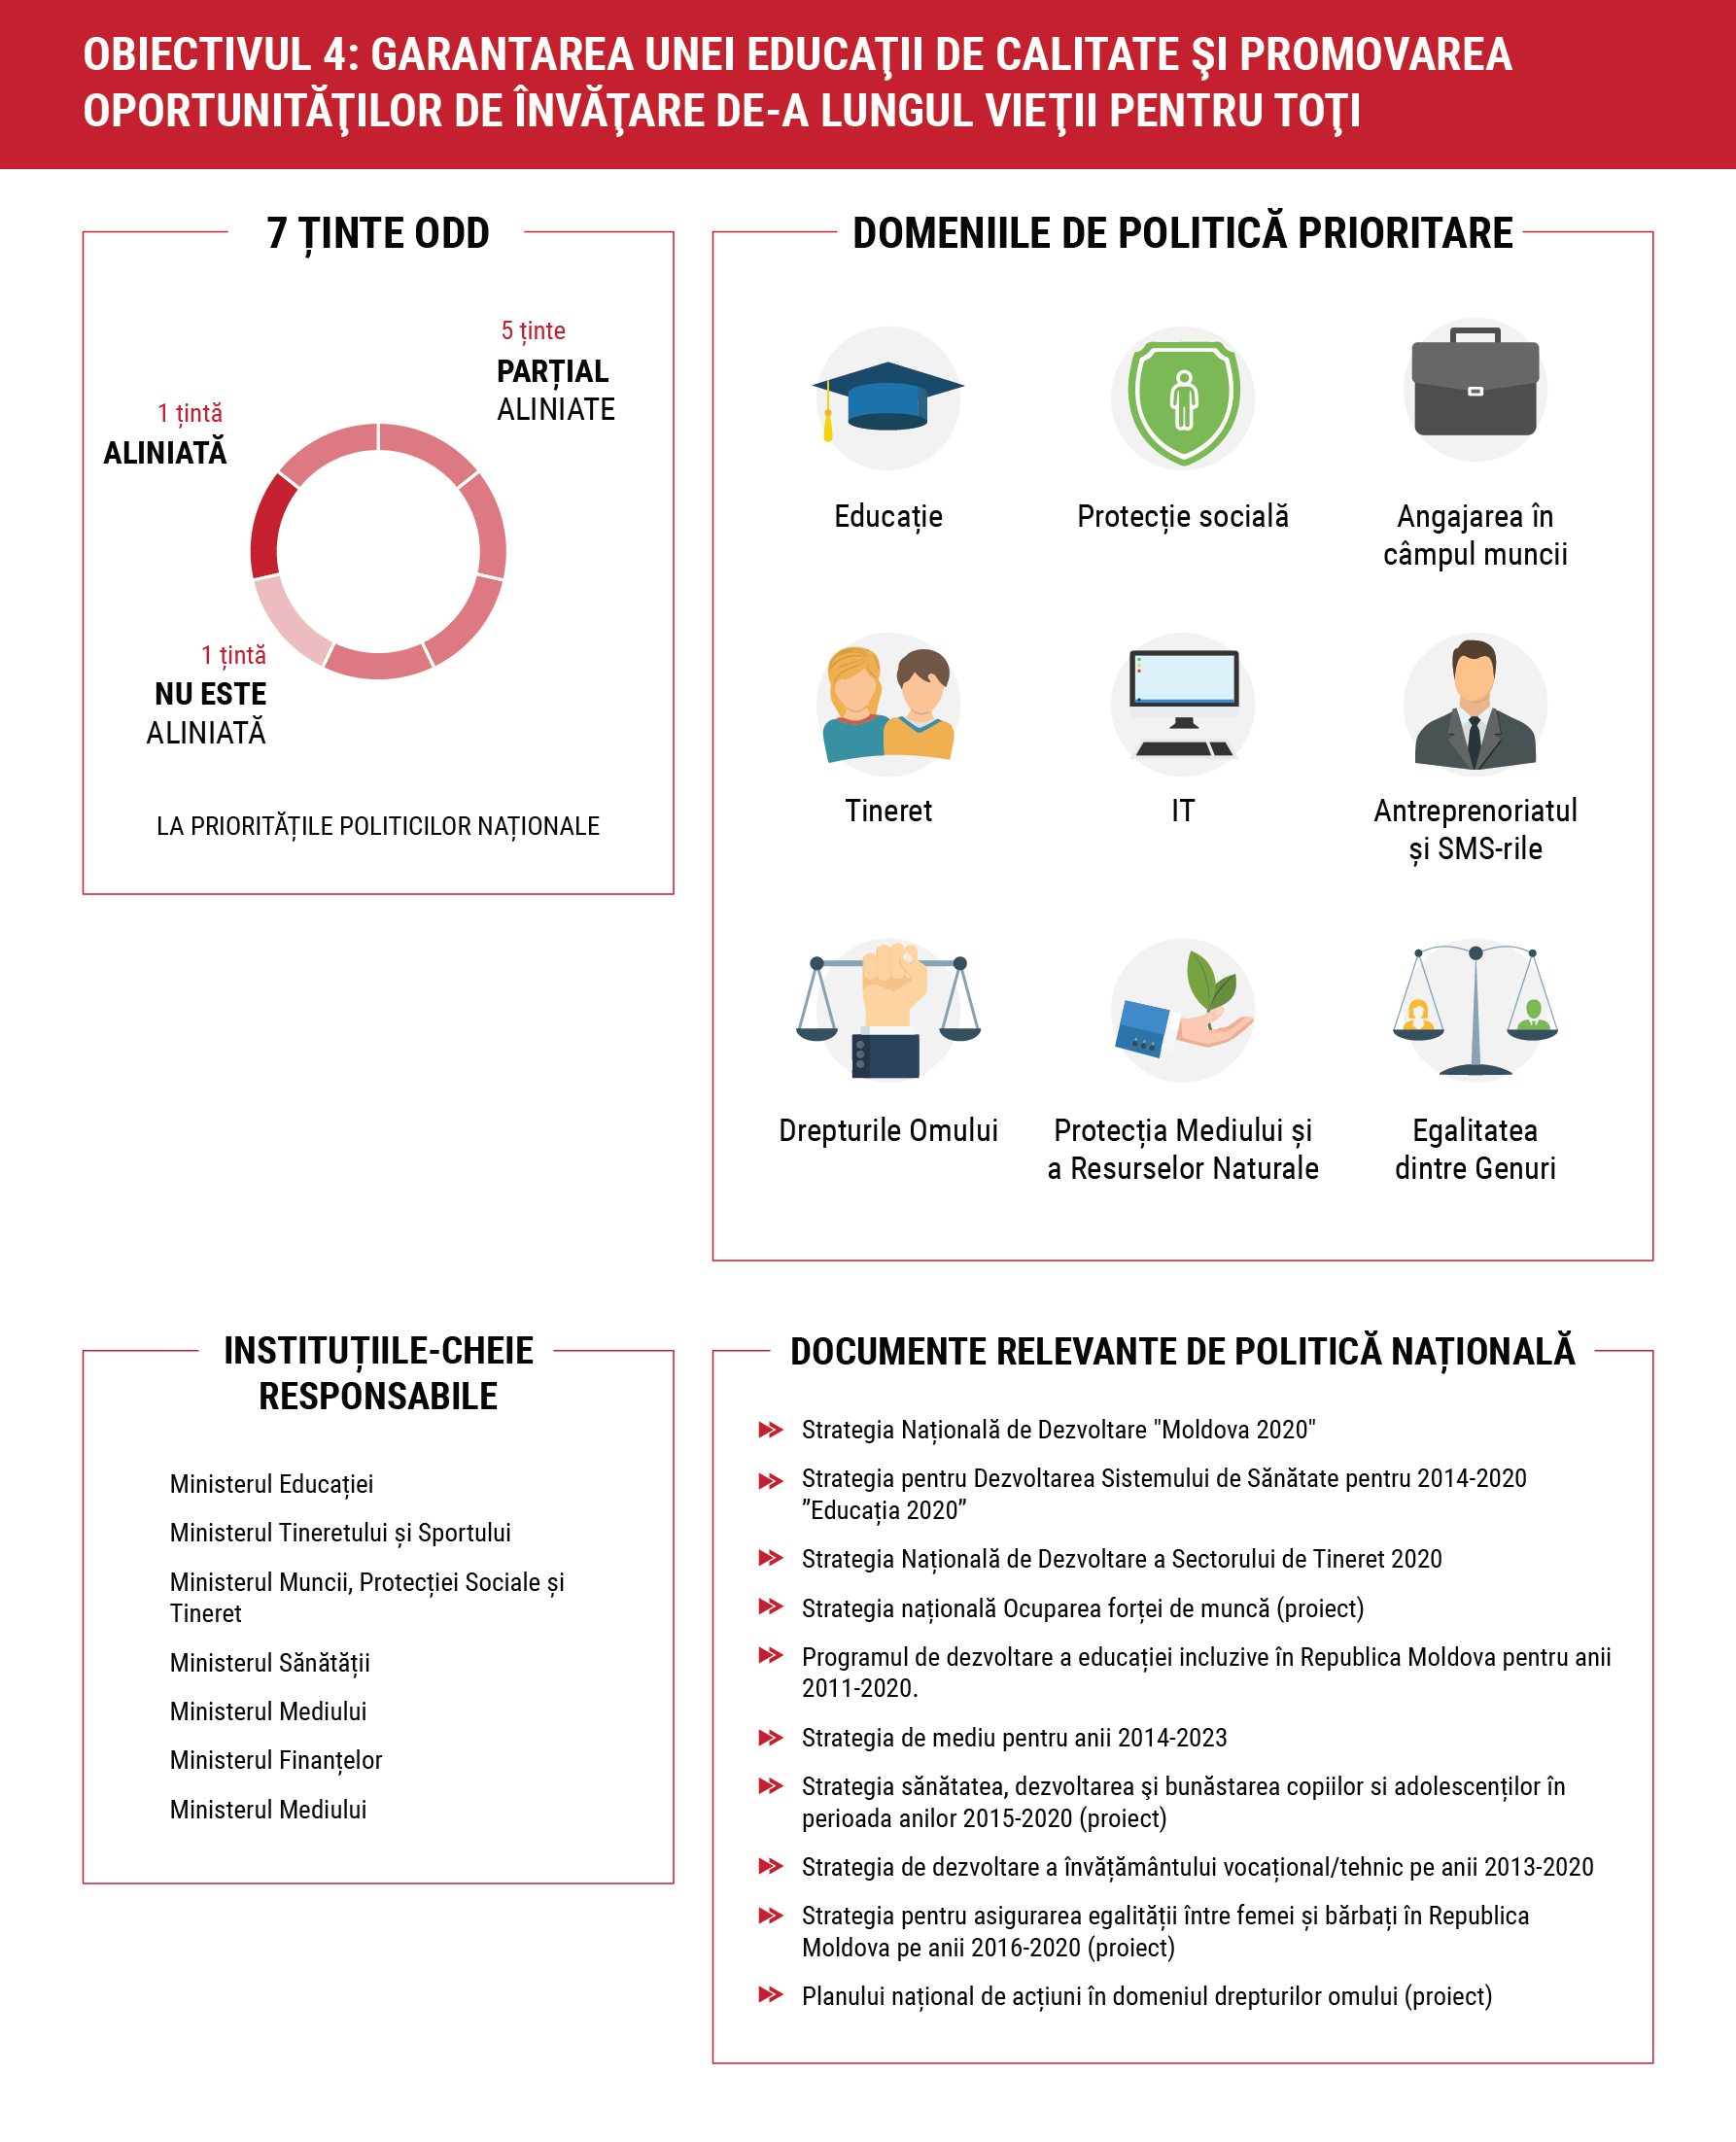 OBIECTIVUL 4: GARANTAREA UNEI EDUCAŢII DE CALITATE ŞI PROMOVAREA
OPORTUNITĂŢILOR DE ÎNVĂŢARE DE-A LUNGUL VIEŢII PENTRU TOŢI
7 ȚINTE ODD
5 ținte
PARȚIAL
ALINIATE
1 țintă
ALINIATĂ
1 țintă
NU ESTE
ALINIATĂ
LA PRIORITĂȚILE POLITICILOR NAȚIONALE
DOMENIILE DE POLITICĂ PRIORITARE
Educație
Protecție socială
Angajarea în
câmpul muncii
Tineret
IT
Antreprenoriatul
și SMS-rile
Drepturile Omului
Protecția Mediului și
a Resurselor Naturale
Egalitatea
dintre Genuri
INSTITUȚIILE-CHEIE
RESPONSABILE
Ministerul Educației
Ministerul Tineretului și Sportului
Ministerul Muncii, Protecției Sociale și
Tineret
Ministerul Sănătății
Ministerul Mediului
Ministerul Finanțelor
Ministerul Mediului
DOCUMENTE RELEVANTE DE POLITICĂ NAȚIONALĂ
Strategia Națională de Dezvoltare "Moldova 2020"
Strategia pentru Dezvoltarea Sistemului de Sănătate pentru 2014-2020
”Educația 2020”
Strategia Națională de Dezvoltare a Sectorului de Tineret 2020
Strategia națională Ocuparea forței de muncă (proiect)
Programul de dezvoltare a educației incluzive în Republica Moldova pentru anii
2011-2020.
Strategia de mediu pentru anii 2014-2023
Strategia sănătatea, dezvoltarea şi bunăstarea copiilor si adolescenților în
perioada anilor 2015-2020 (proiect)
Strategia de dezvoltare a învățământului vocațional/tehnic pe anii 2013-2020
Strategia pentru asigurarea egalității între femei și bărbați în Republica
Moldova pe anii 2016-2020 (proiect)
Planului național de acțiuni în domeniul drepturilor omului (proiect)